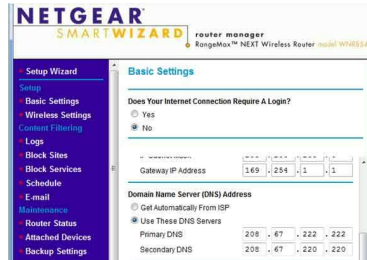 NETGEAR
SMARTWIZARD router manager
RangeMax™ NEXT Wireless Router model WNR834
Setup Wizard
Setup
Basic Settings
Wireless Settings
Content Filtering
Logs
Block Sites
Block Services
Schedule
E-mail
Maintenance
Router Status
Attached Devices
Backup Settings
Basic Settings
Does Your Internet Connection Require A Login?
Yes
No
Gateway IP Address 169 . 254 . 1 . 1
Domain Name Server (DNS) Address
Get Automatically From ISP
Use These DNS Servers
Primary DNS 208 . 67 . 222 . 222
Secondary DNS 208 . 67 . 220 . 220